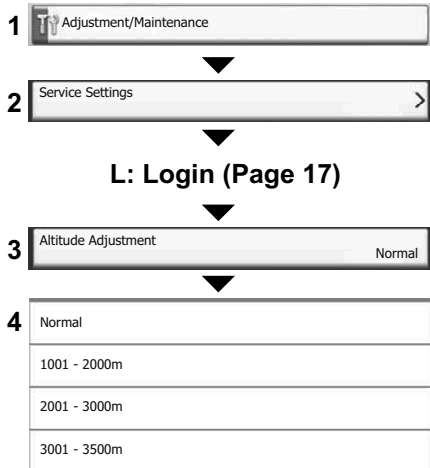 1 Adjustment/Maintenance
2 Service Settings
L: Login (Page 17)
3 Altitude Adjustment Normal
4 Normal
1001 - 2000m
2001 - 3000m
3001 - 3500m